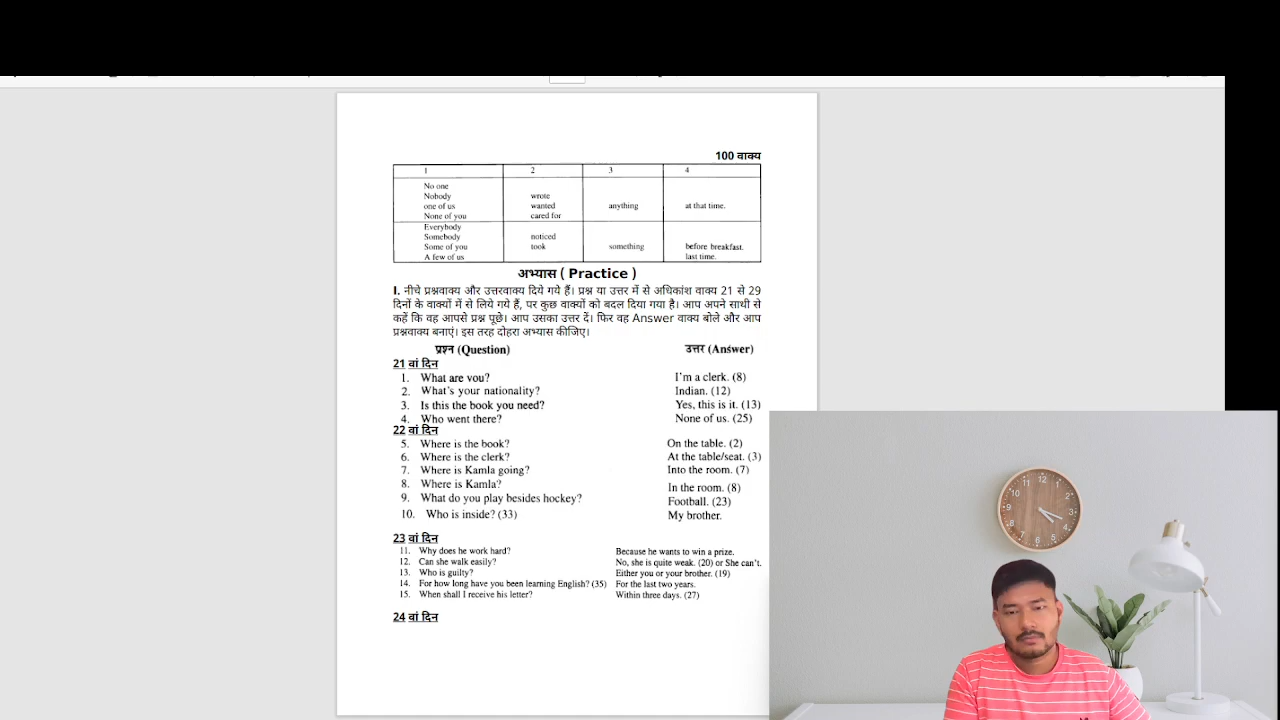 100 वाक्य
1 2 3 4
No one
Nobody wrote
one of us wanted anything at that time.
None of you cared for
Everybody
Somebody noticed
Some of you took something before breakfast.
A few of us last time.
अभ्यास ( Practice )
I. नीचे प्रश्नवाक्य और उत्तरवाक्य दिये गये हैं। प्रश्न या उत्तर में से अधिकांश वाक्य 21 से 29
दिनों के वाक्यों में से लिये गये हैं, पर कुछ वाक्यों को बदल दिया गया है। आप अपने साथी से
कहें कि वह आपसे प्रश्न पूछे। आप उसका उत्तर दें। फिर वह Answer वाक्य बोले और आप
प्रश्नवाक्य बनाएं। इस तरह दोहरा अभ्यास कीजिए।
प्रश्न (Question) उत्तर (Answer)
21 वां दिन
1. What are you? I'm a clerk. (8)
2. What's your nationality? Indian. (12)
3. Is this the book you need? Yes, this is it. (13)
4. Who went there? None of us. (25)
22 वां दिन
5. Where is the book? On the table. (2)
6. Where is the clerk? At the table/seat. (3)
7. Where is Kamla going? Into the room. (7)
8. Where is Kamla? In the room. (8)
9. What do you play besides hockey? Football. (23)
10. Who is inside? (33) My brother.
23 वां दिन
11. Why does he work hard? Because he wants to win a prize.
12. Can she walk easily? No, she is quite weak. (20) or She can't.
13. Who is guilty? Either you or your brother. (19)
14. For how long have you been learning English? (35) For the last two years.
15. When shall I receive his letter? Within three days. (27)
24 वां दिन
12
1
2
3
4
5
6
7
8
9
10
11